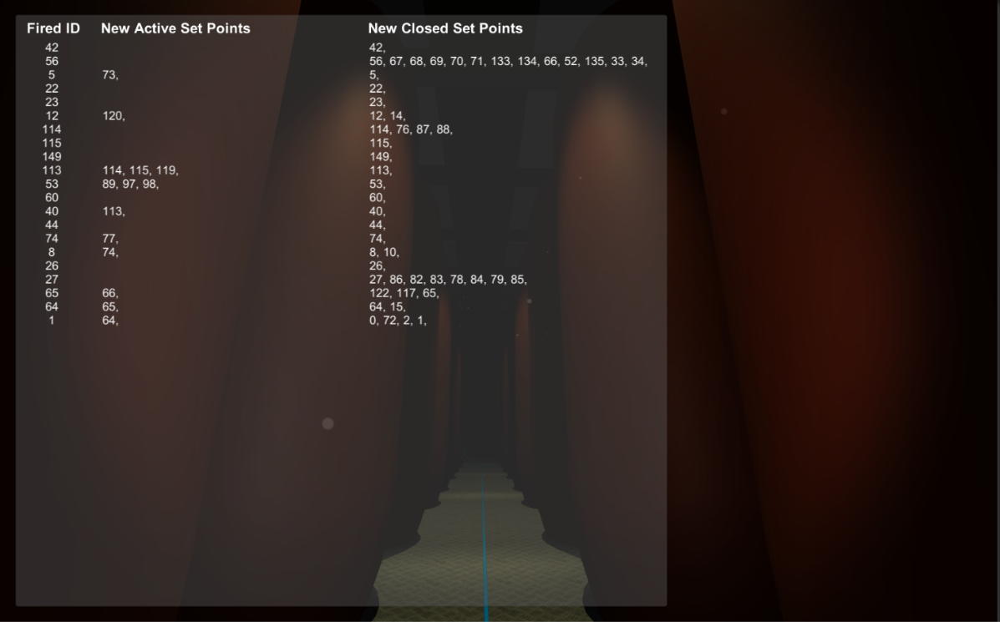 Fired ID New Active Set Points New Closed Set Points
42 42,
56 56, 67, 68, 69, 70, 71, 133, 134, 66, 52, 135, 33, 34,
5 73, 5,
22 22,
23 23,
12 120, 12, 14,
114 114, 76, 87, 88,
115 115,
149 149,
113 114, 115, 119, 113,
53 89, 97, 98, 53,
60 60,
40 113, 40,
44 44,
74 77, 74,
8 74, 8, 10,
26 26,
27 27, 86, 82, 83, 78, 84, 79, 85,
65 66, 122, 117, 65,
64 65, 64, 15,
1 64, 0, 72, 2, 1,